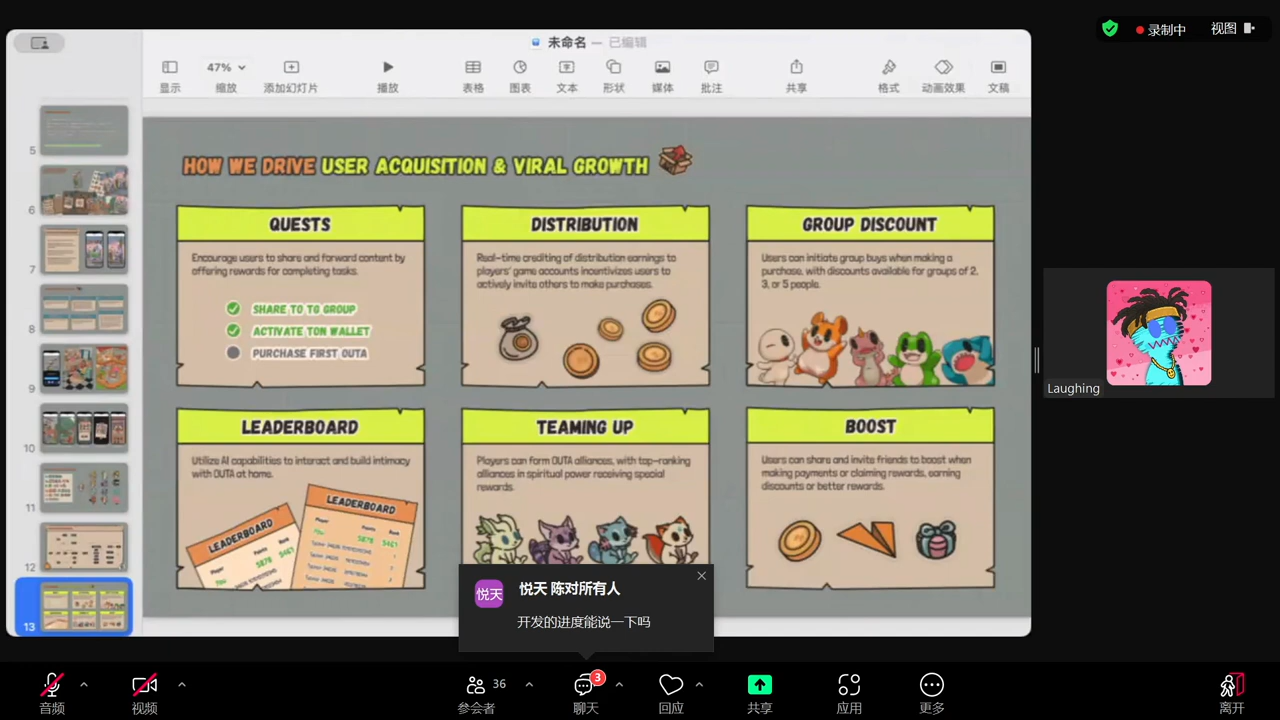 未命名 — 已编辑
录制中
视图
47%
显示
缩放
添加幻灯片
播放
表格
图表
文本
形状
媒体
批注
共享
格式
动画效果
文稿
5
6
7
8
9
10
11
12
13
HOW WE DRIVE USER ACQUISITION & VIRAL GROWTH
QUESTS
Encourage users to share and forward content by
offering rewards for completing tasks.
SHARE TO TG GROUP
ACTIVATE TON WALLET
PURCHASE FIRST OUTA
DISTRIBUTION
Real-time crediting of distribution earnings to
players' game accounts incentivizes users to
actively invite others to make purchases.
GROUP DISCOUNT
Users can initiate group buys when making a
purchase, with discounts available for groups of 2,
3, or 5 people.
LEADERBOARD
Utilize AI capabilities to interact and build intimacy
with OUTA at home.
LEADERBOARD
Player Points Rank
LEADERBOARD
Player Points Rank
You 5878 5463
TEAMING UP
Players can form OUTA alliances, with top-ranking
alliances in spiritual power receiving special
rewards.
BOOST
Users can share and invite friends to boost when
making payments or claiming rewards, earning
discounts or better rewards.
Laughing
悦天
悦天 陈对所有人
开发的进度能说一下吗
音频
视频
36
参会者
3
聊天
回应
共享
应用
更多
离开